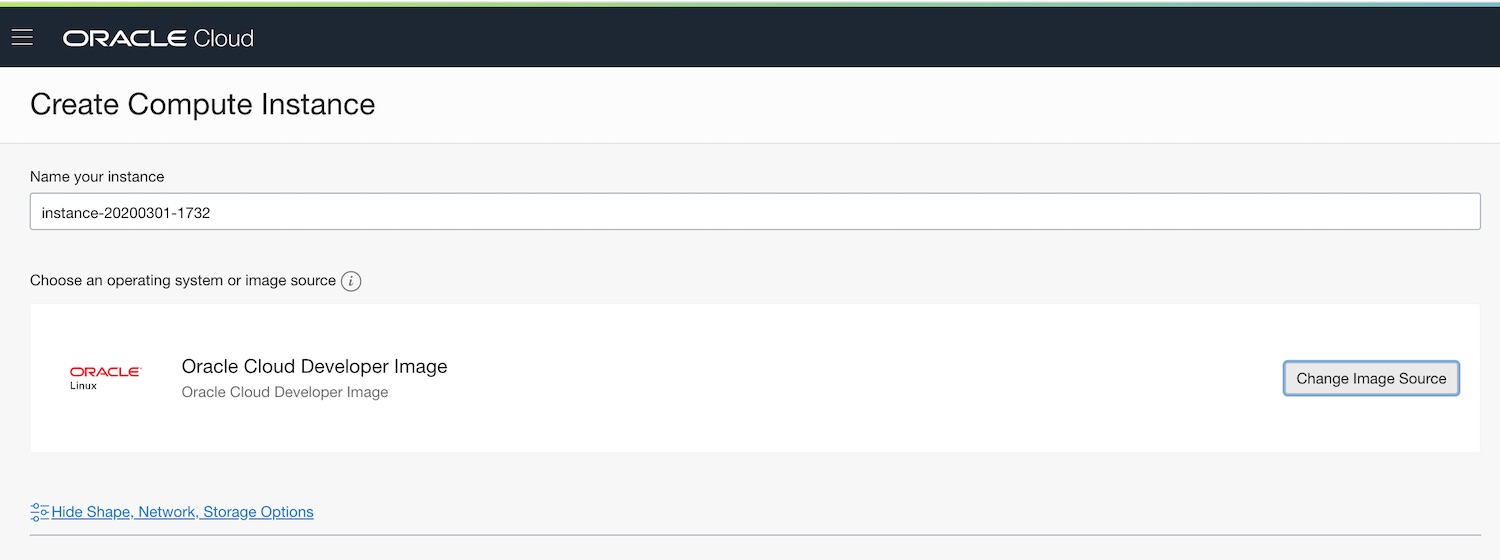 ORACLE Cloud
Create Compute Instance
Name your instance
instance-20200301-1732
Choose an operating system or image source i
ORACLE
Linux
Oracle Cloud Developer Image
Oracle Cloud Developer Image
Change Image Source
Hide Shape, Network, Storage Options